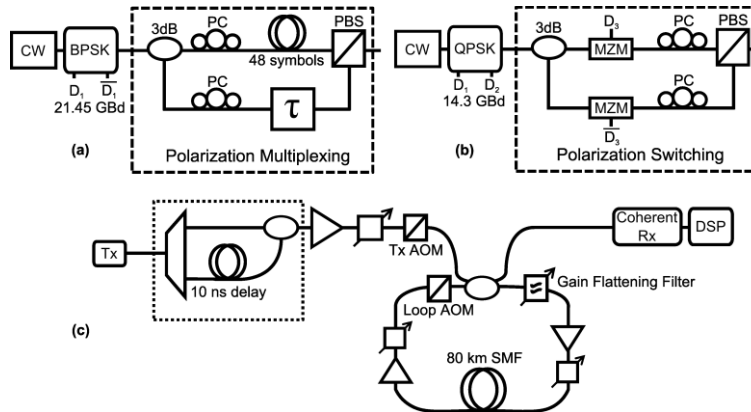 CW
BPSK
D1 D̅1̅
21.45 GBd
3dB
PC
48 symbols
PBS
PC
τ
(a)
Polarization Multiplexing
CW
QPSK
D1 D2
14.3 GBd
3dB
D3
MZM
PC
PBS
MZM
PC
D̅3̅
(b)
Polarization Switching
Tx
10 ns delay
Tx AOM
Coherent
Rx
DSP
(c)
Loop AOM
Gain Flattening Filter
80 km SMF